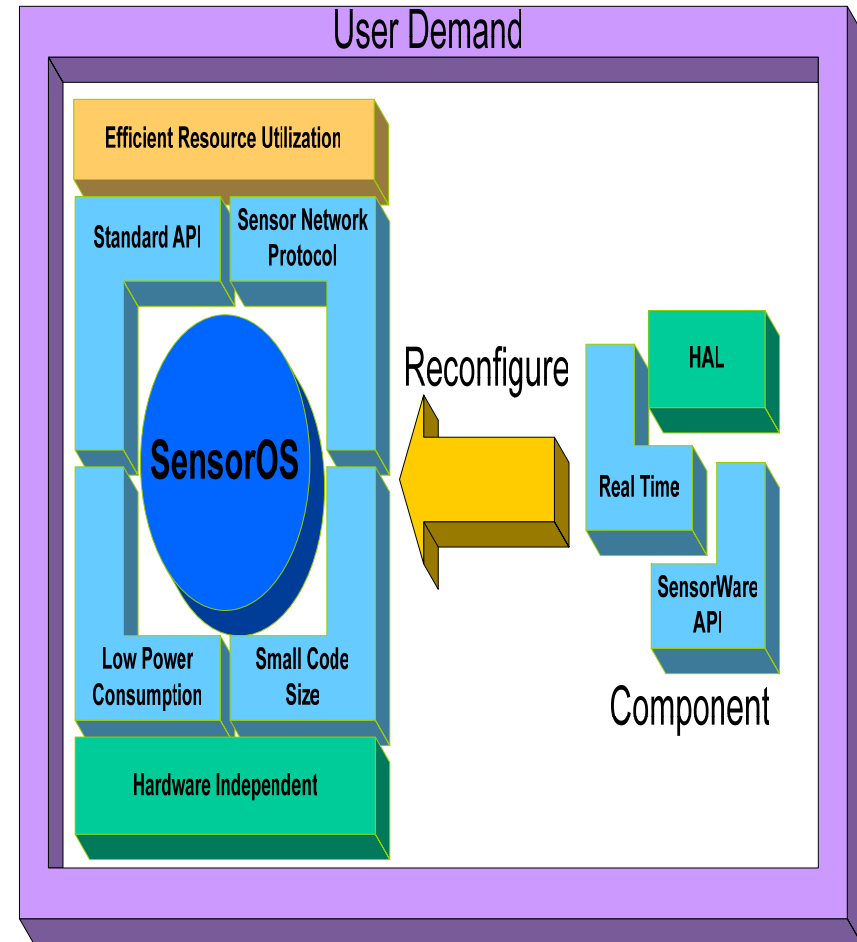 User Demand
Efficient Resource Utilization
Standard API
Sensor Network
Protocol
SensorOS
Low Power
Consumption
Small Code
Size
Hardware Independent
Reconfigure
HAL
Real Time
SensorWare
API
Component